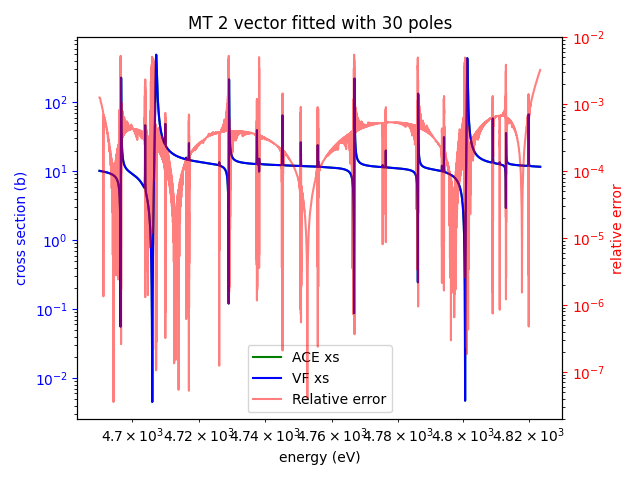 MT 2 vector fitted with 30 poles
cross section (b)
10²
10¹
10⁰
10⁻¹
10⁻²
10⁻²
10⁻³
10⁻⁴
10⁻⁵
10⁻⁶
10⁻⁷
relative error
ACE xs
VF xs
Relative error
4.7 × 10³ 4.72 × 10³ 4.74 × 10³ 4.76 × 10³ 4.78 × 10³ 4.8 × 10³ 4.82 × 10³
energy (eV)